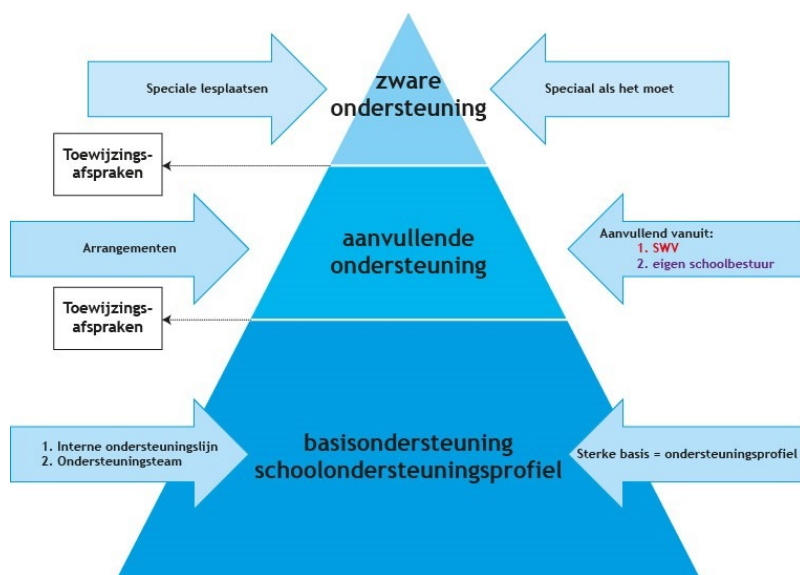 zware
ondersteuning
Speciale lesplaatsen
Speciaal als het moet
Toewijzings-
afspraken
aanvullende
ondersteuning
Arrangementen
Aanvullend vanuit:
1. SWV
2. eigen schoolbestuur
Toewijzings-
afspraken
basisondersteuning
schoolondersteuningsprofiel
1. Interne ondersteuningslijn
2. Ondersteuningsteam
Sterke basis = ondersteuningsprofiel